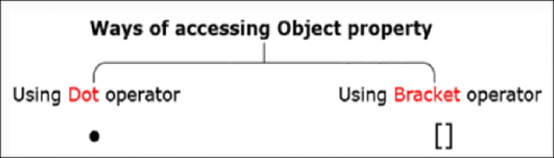 Ways of accessing Object property
Using Dot operator
Using Bracket operator
•
[]